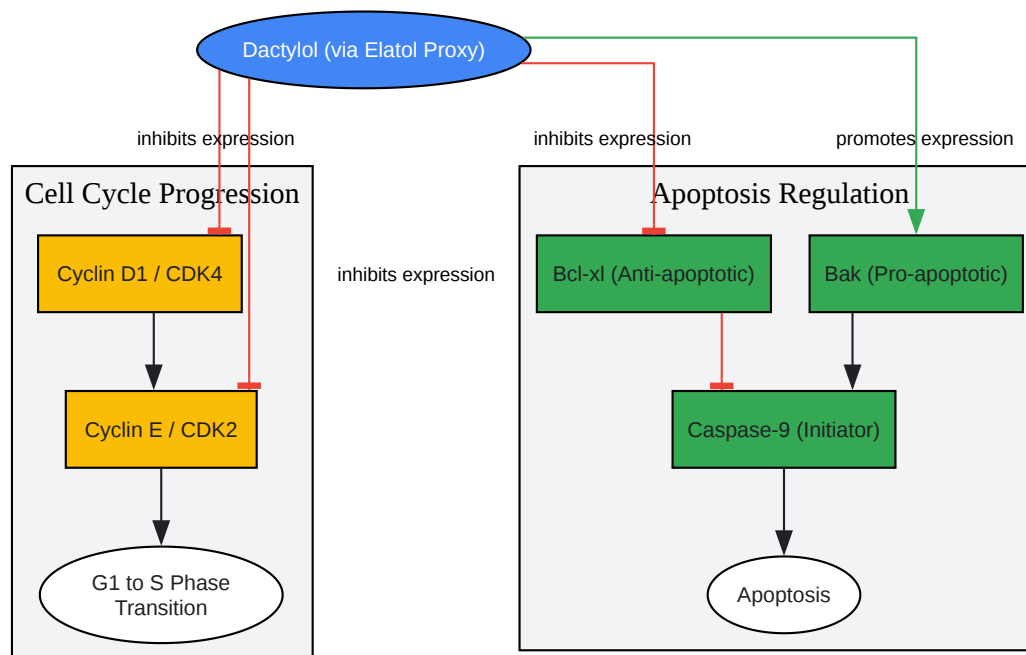 Dactylol (via Elatol Proxy)
inhibits expression
inhibits expression
promotes expression
Cell Cycle Progression
Apoptosis Regulation
Cyclin D1 / CDK4
inhibits expression
Bcl-xl (Anti-apoptotic)
Bak (Pro-apoptotic)
Cyclin E / CDK2
Caspase-9 (Initiator)
G1 to S Phase
Transition
Apoptosis